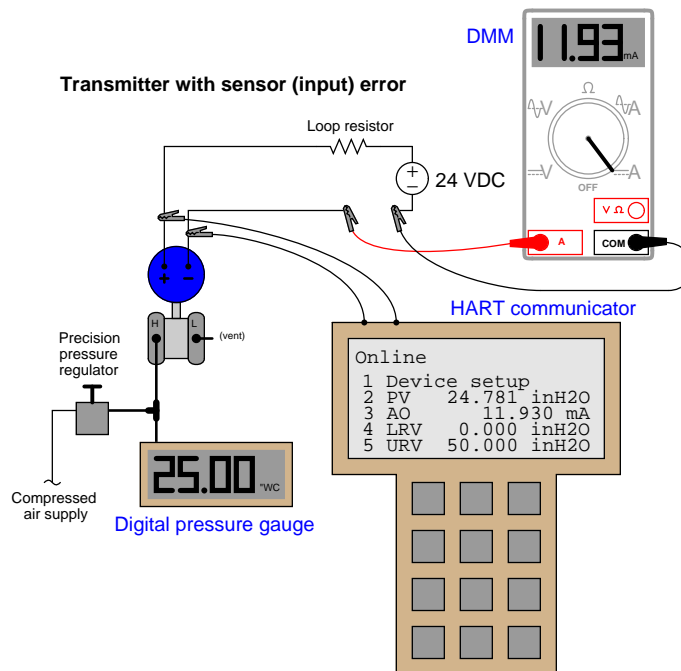 DMM
11.93 mA
Transmitter with sensor (input) error
Ω
V
A
Loop resistor
+
-
24 VDC
V
A
OFF
V Ω
A
COM
+ −
HART communicator
H
L
(vent)
Precision
pressure
regulator
Online
1 Device setup
2 PV 24.781 inH2O
3 AO 11.930 mA
4 LRV 0.000 inH2O
5 URV 50.000 inH2O
25.00 "WC
Compressed
air supply
Digital pressure gauge